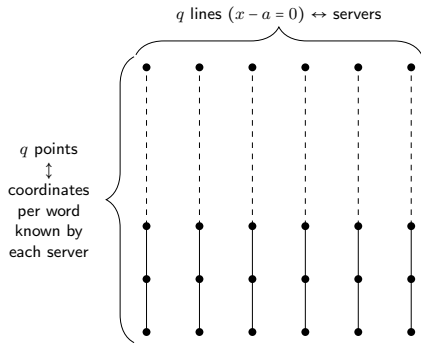 q lines (x − a = 0) ↔ servers
q points
↕
coordinates
per word
known by
each server